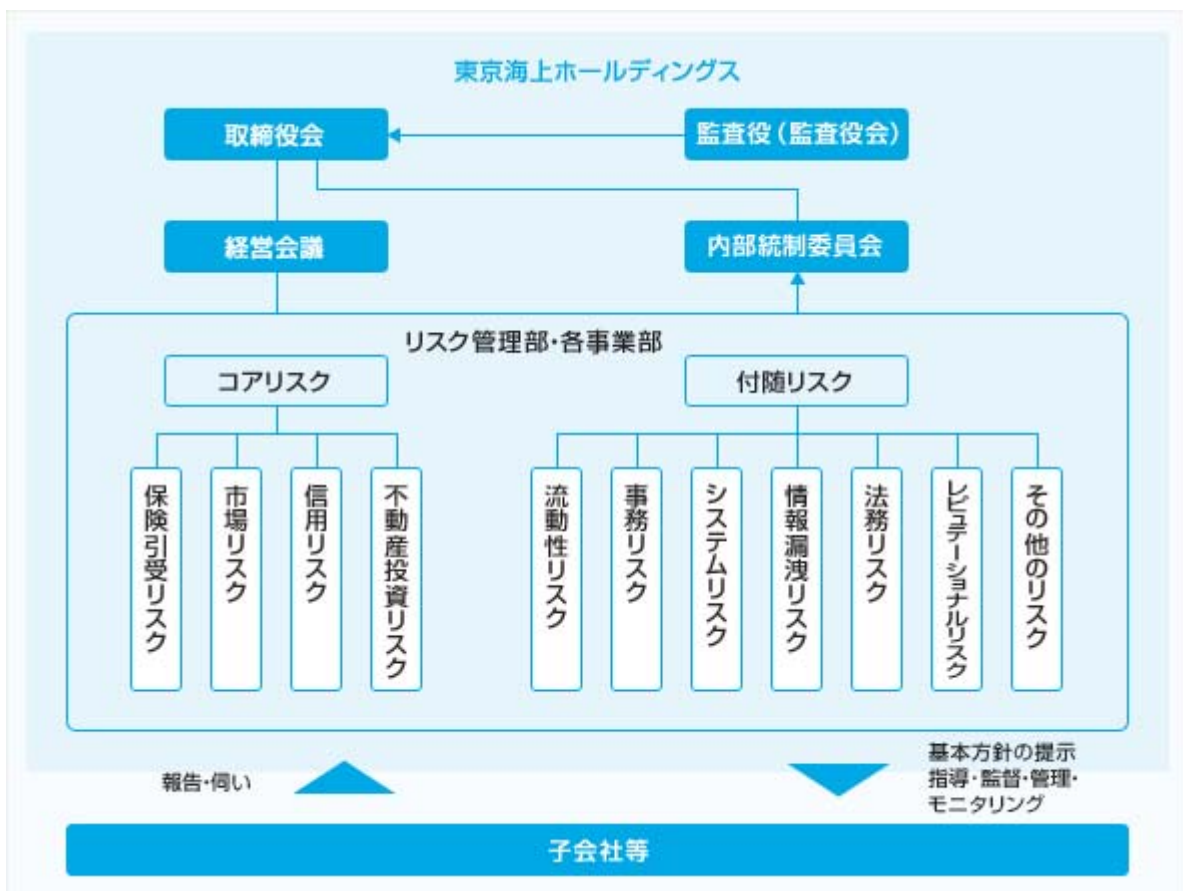 東京海上ホールディングス
取締役会
監査役（監査役会）
経営会議
内部統制委員会
リスク管理部・各事業部
コアリスク
付随リスク
保険引受リスク
市場リスク
信用リスク
不動産投資リスク
流動性リスク
事務リスク
システムリスク
情報漏洩リスク
法務リスク
レピュテーショナルリスク
その他のリスク
報告・伺い
基本方針の提示
指導・監督・管理・
モニタリング
子会社等